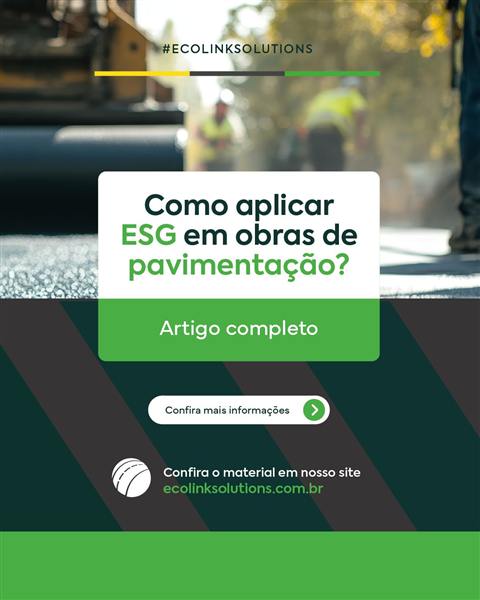 #ECOLINKSOLUTIONS
Como aplicar
ESG em obras de
pavimentação?
Artigo completo
Confira mais informações
Confira o material em nosso site
ecolinksolutions.com.br